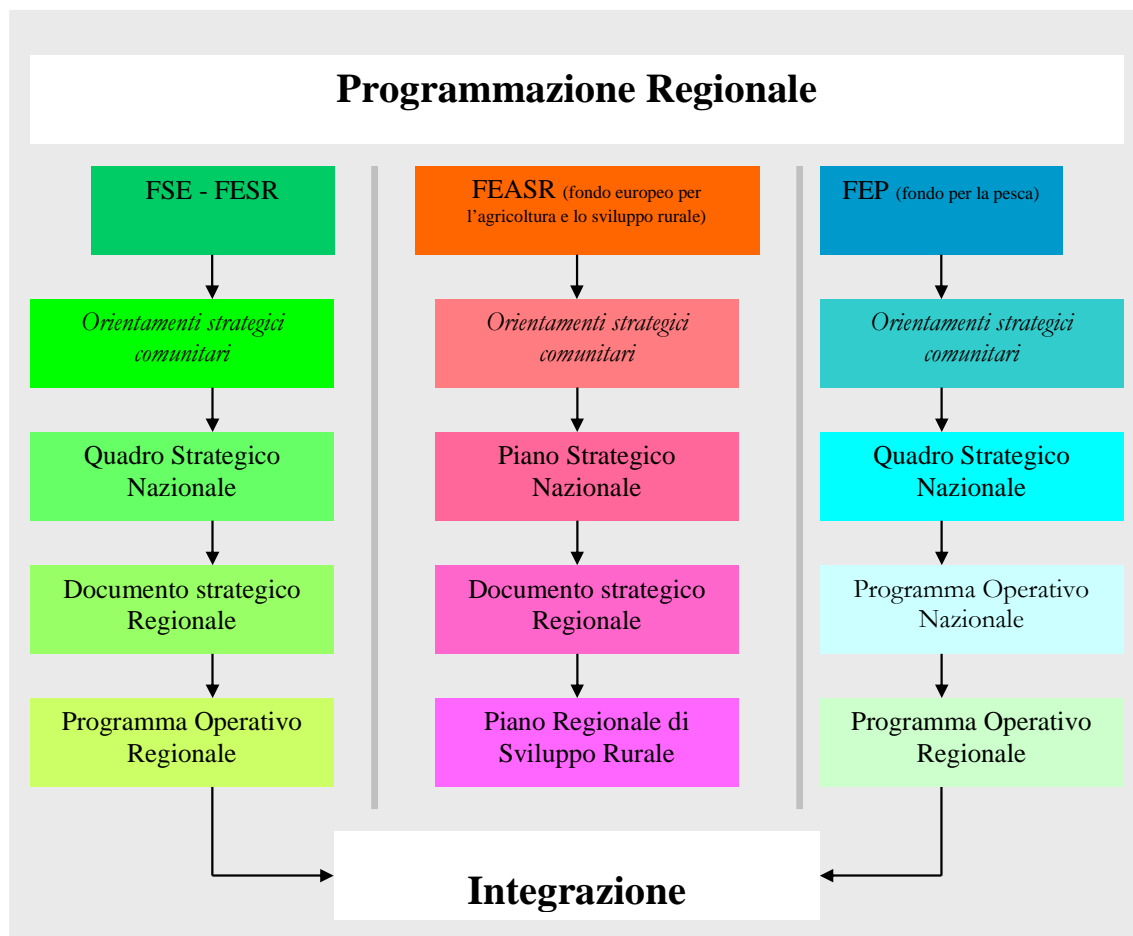 Programmazione Regionale
FSE - FESR
FEASR (fondo europeo per
l'agricoltura e lo sviluppo rurale)
FEP (fondo per la pesca)
Orientamenti strategici
comunitari
Orientamenti strategici
comunitari
Orientamenti strategici
comunitari
Quadro Strategico
Nazionale
Piano Strategico
Nazionale
Quadro Strategico
Nazionale
Documento strategico
Regionale
Documento strategico
Regionale
Programma Operativo
Nazionale
Programma Operativo
Regionale
Piano Regionale di
Sviluppo Rurale
Programma Operativo
Regionale
Integrazione